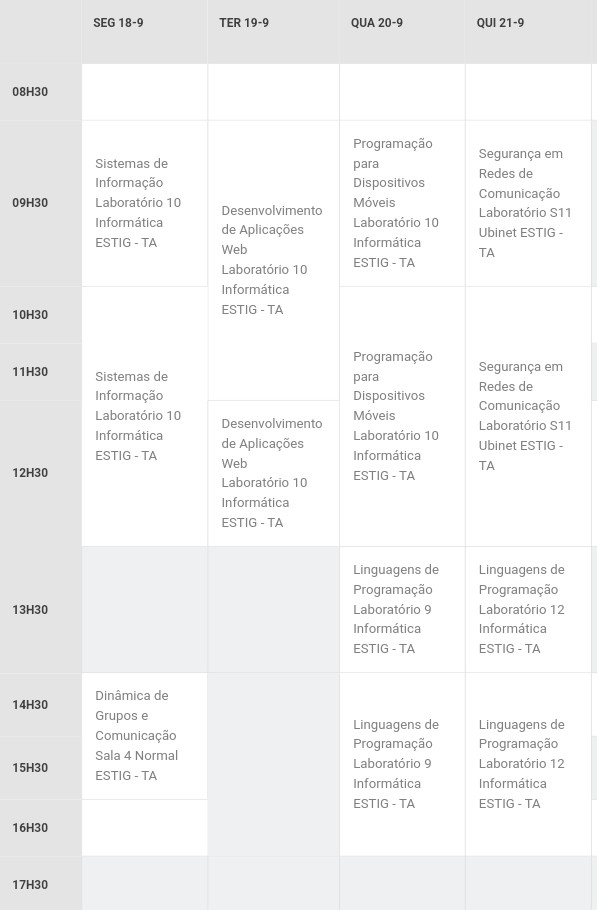 SEG 18-9
TER 19-9
QUA 20-9
QUI 21-9
08H30
09H30
Sistemas de
Informação
Laboratório 10
Informática
ESTIG - TA
Desenvolvimento
de Aplicações
Web
Laboratório 10
Informática
ESTIG - TA
Programação
para
Dispositivos
Móveis
Laboratório 10
Informática
ESTIG - TA
Segurança em
Redes de
Comunicação
Laboratório S11
Ubinet ESTIG -
TA
10H30
Sistemas de
Informação
Laboratório 10
Informática
ESTIG - TA
Programação
para
Dispositivos
Móveis
Laboratório 10
Informática
ESTIG - TA
Segurança em
Redes de
Comunicação
Laboratório S11
Ubinet ESTIG -
TA
11H30
12H30
Desenvolvimento
de Aplicações
Web
Laboratório 10
Informática
ESTIG - TA
13H30
Linguagens de
Programação
Laboratório 9
Informática
ESTIG - TA
Linguagens de
Programação
Laboratório 12
Informática
ESTIG - TA
14H30
Dinâmica de
Grupos e
Comunicação
Sala 4 Normal
ESTIG - TA
Linguagens de
Programação
Laboratório 9
Informática
ESTIG - TA
Linguagens de
Programação
Laboratório 12
Informática
ESTIG - TA
15H30
16H30
17H30